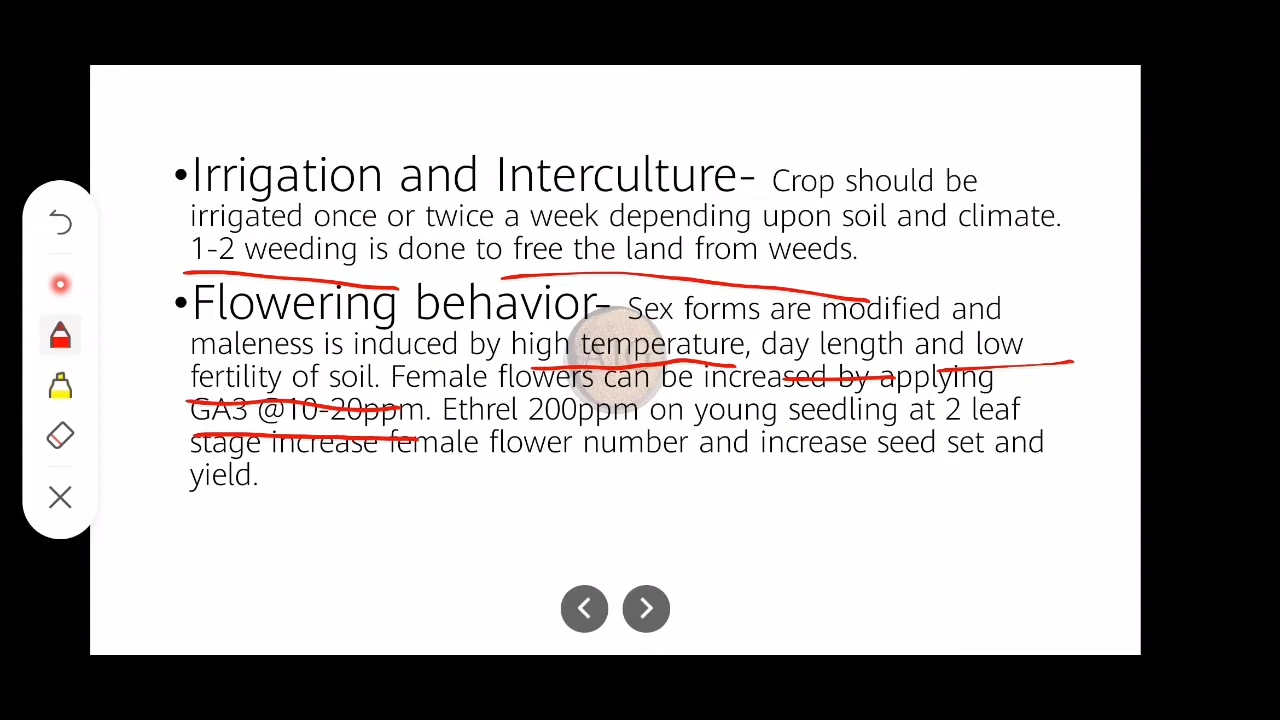 •Irrigation and Interculture- Crop should be
irrigated once or twice a week depending upon soil and climate.
1-2 weeding is done to free the land from weeds.
•Flowering behavior- Sex forms are modified and
maleness is induced by high temperature, day length and low
fertility of soil. Female flowers can be increased by applying
GA3 @10-20ppm. Ethrel 200ppm on young seedling at 2 leaf
stage increase female flower number and increase seed set and
yield.